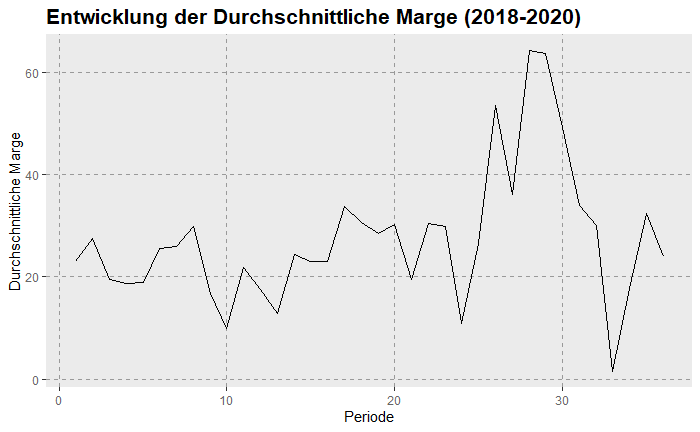 Entwicklung der Durchschnittliche Marge (2018-2020)
Durchschnittliche Marge
60
40
20
0
0 10 20 30
Periode